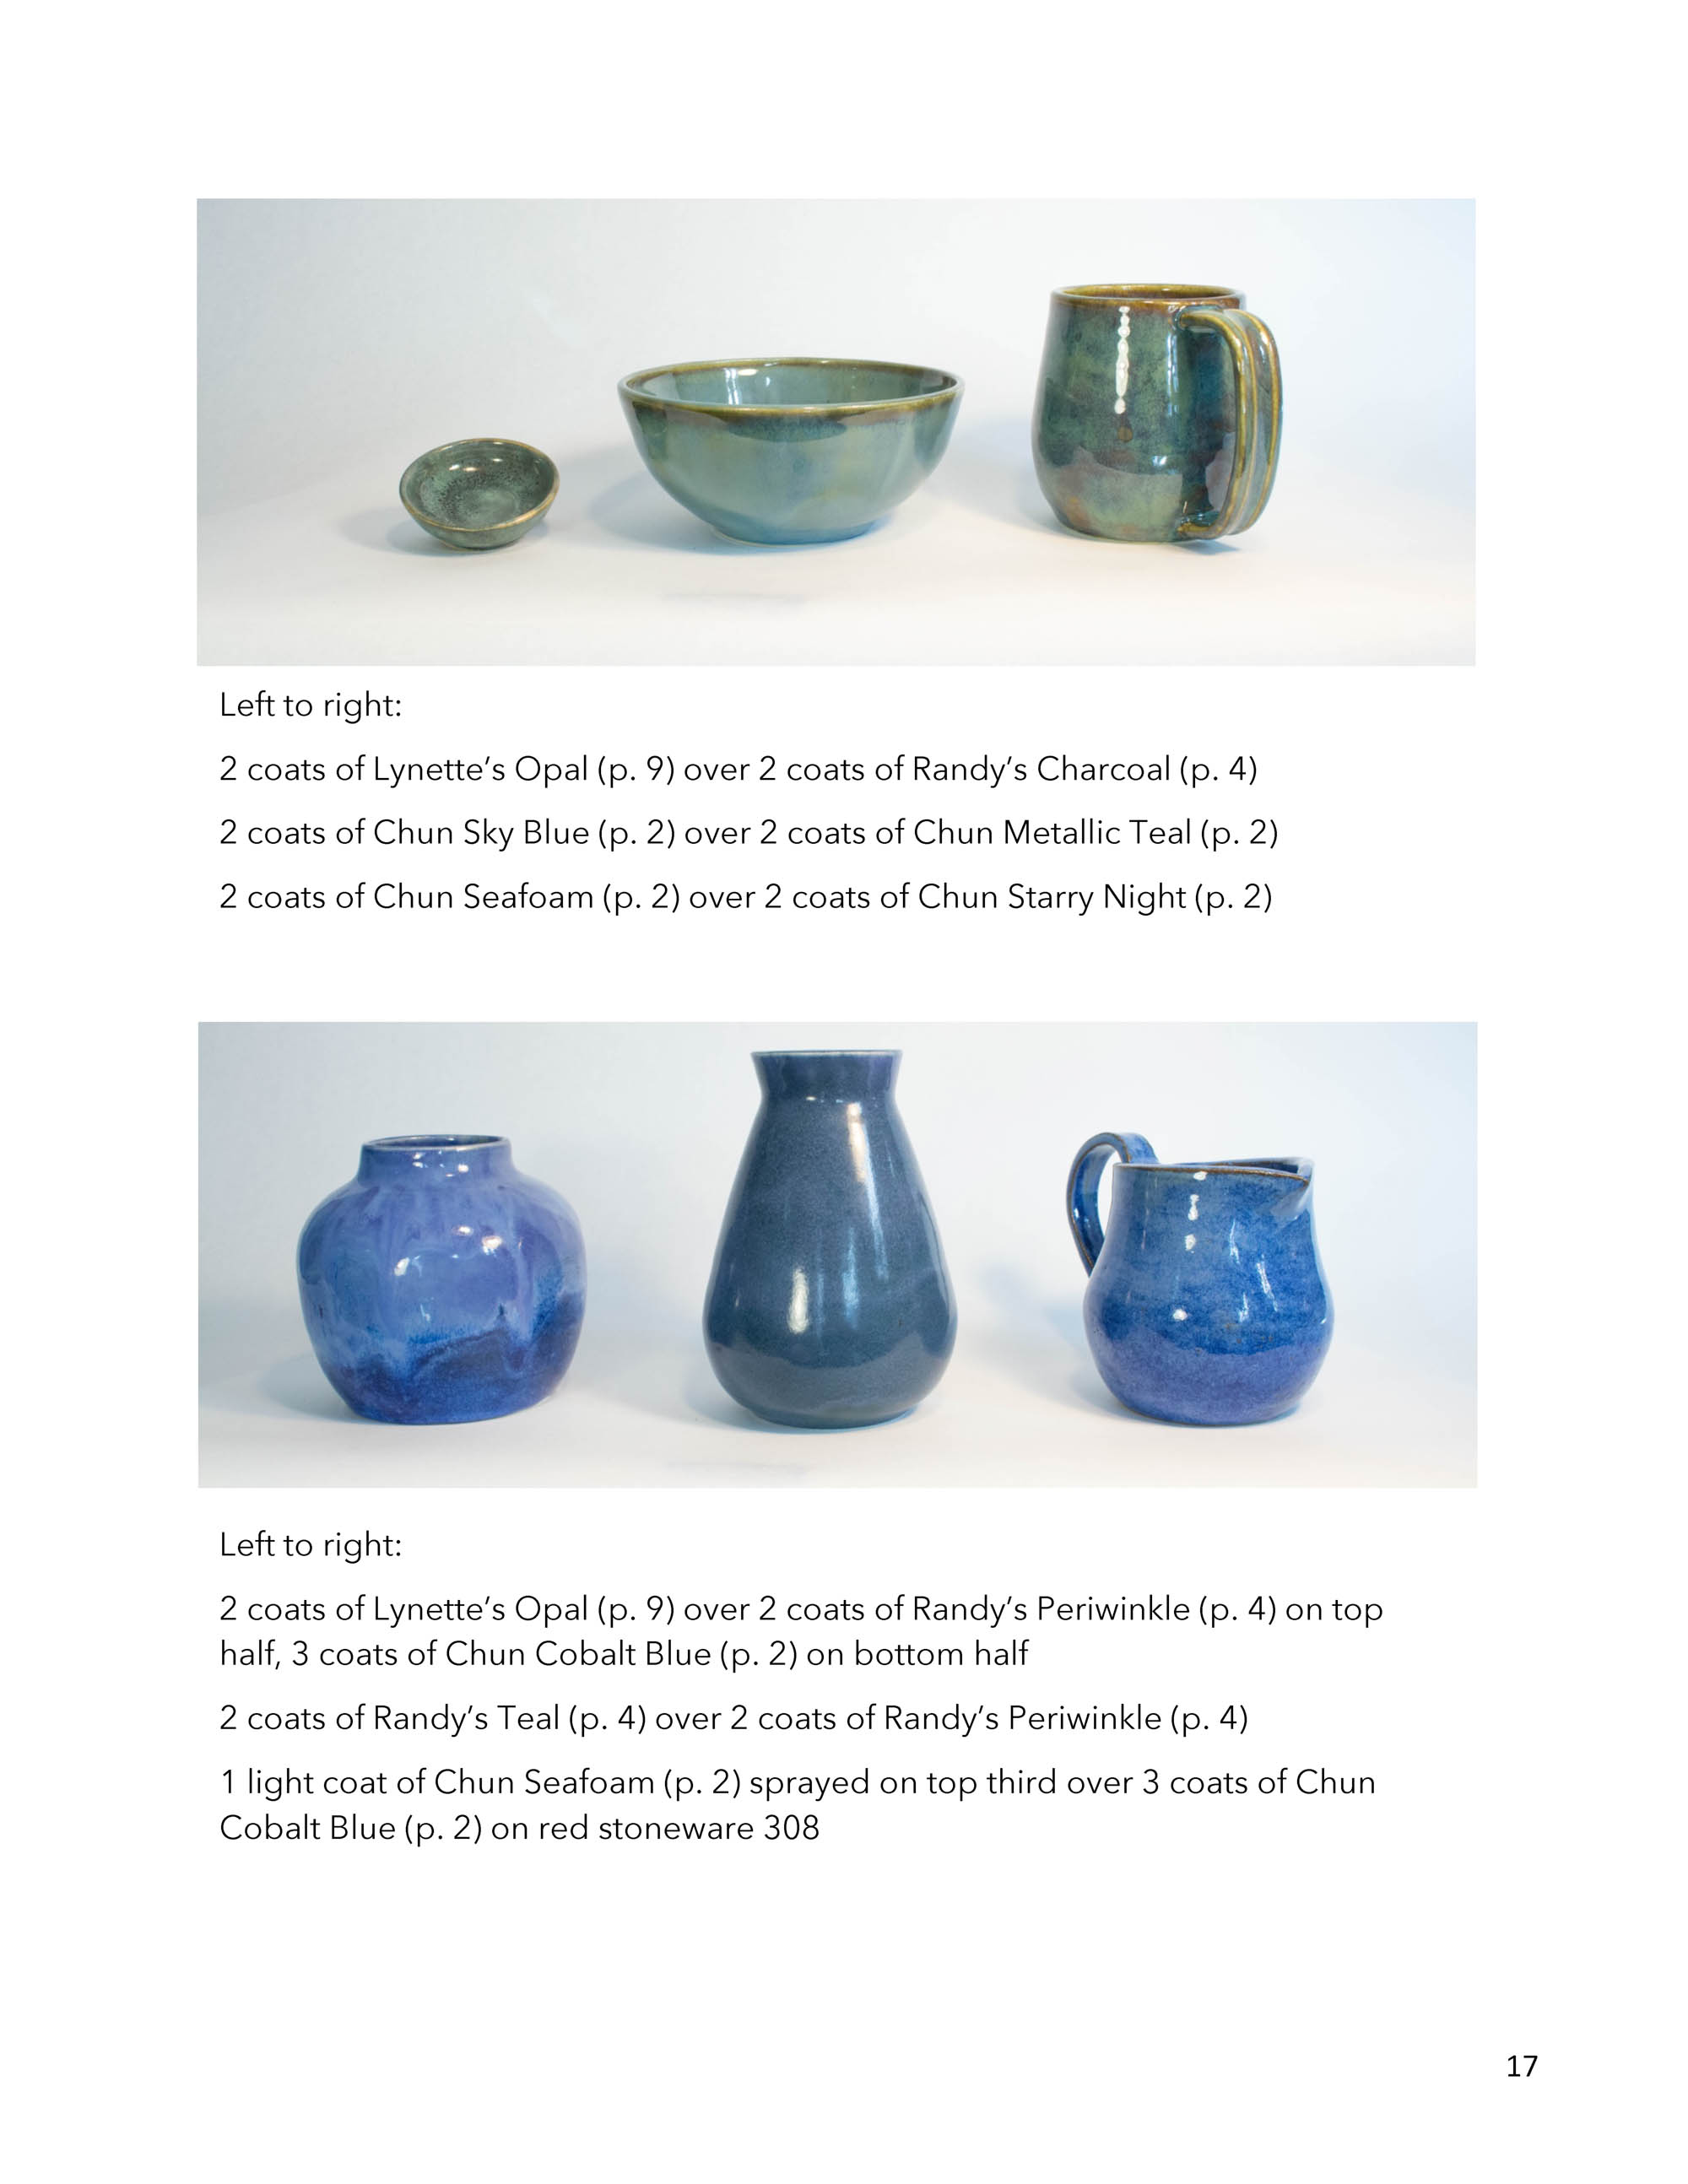 Left to right:
2 coats of Lynette’s Opal (p. 9) over 2 coats of Randy’s Charcoal (p. 4)
2 coats of Chun Sky Blue (p. 2) over 2 coats of Chun Metallic Teal (p. 2)
2 coats of Chun Seafoam (p. 2) over 2 coats of Chun Starry Night (p. 2)
Left to right:
2 coats of Lynette’s Opal (p. 9) over 2 coats of Randy’s Periwinkle (p. 4) on top
half, 3 coats of Chun Cobalt Blue (p. 2) on bottom half
2 coats of Randy’s Teal (p. 4) over 2 coats of Randy’s Periwinkle (p. 4)
1 light coat of Chun Seafoam (p. 2) sprayed on top third over 3 coats of Chun
Cobalt Blue (p. 2) on red stoneware 308
17